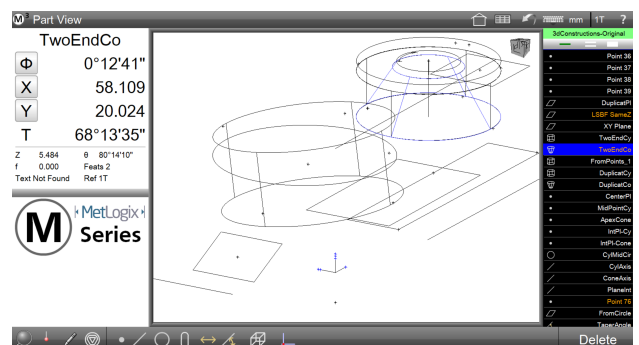 M3 Part View
mm 1T ?
TwoEndCo
Φ 0°12'41"
X 58.109
Y 20.024
T 68°13'35"
Z 5.484 θ 80°14'10"
f 0.000 Feats 2
Text Not Found Ref 1T
M MetLogix
Series
3dConstructions-Original
Point 36
Point 37
Point 38
Point 39
DuplicatPl
LSBF SameZ
XY Plane
TwoEndCy
TwoEndCo
FromPoints_1
DuplicatCy
DuplicatCo
CenterPl
MidPointCy
ApexCone
IntPl-Cy
IntPl-Cone
CylMidCir
CylAxis
ConeAxis
PlaneInt
Point 76
FromCircle
TaperAngle
Delete